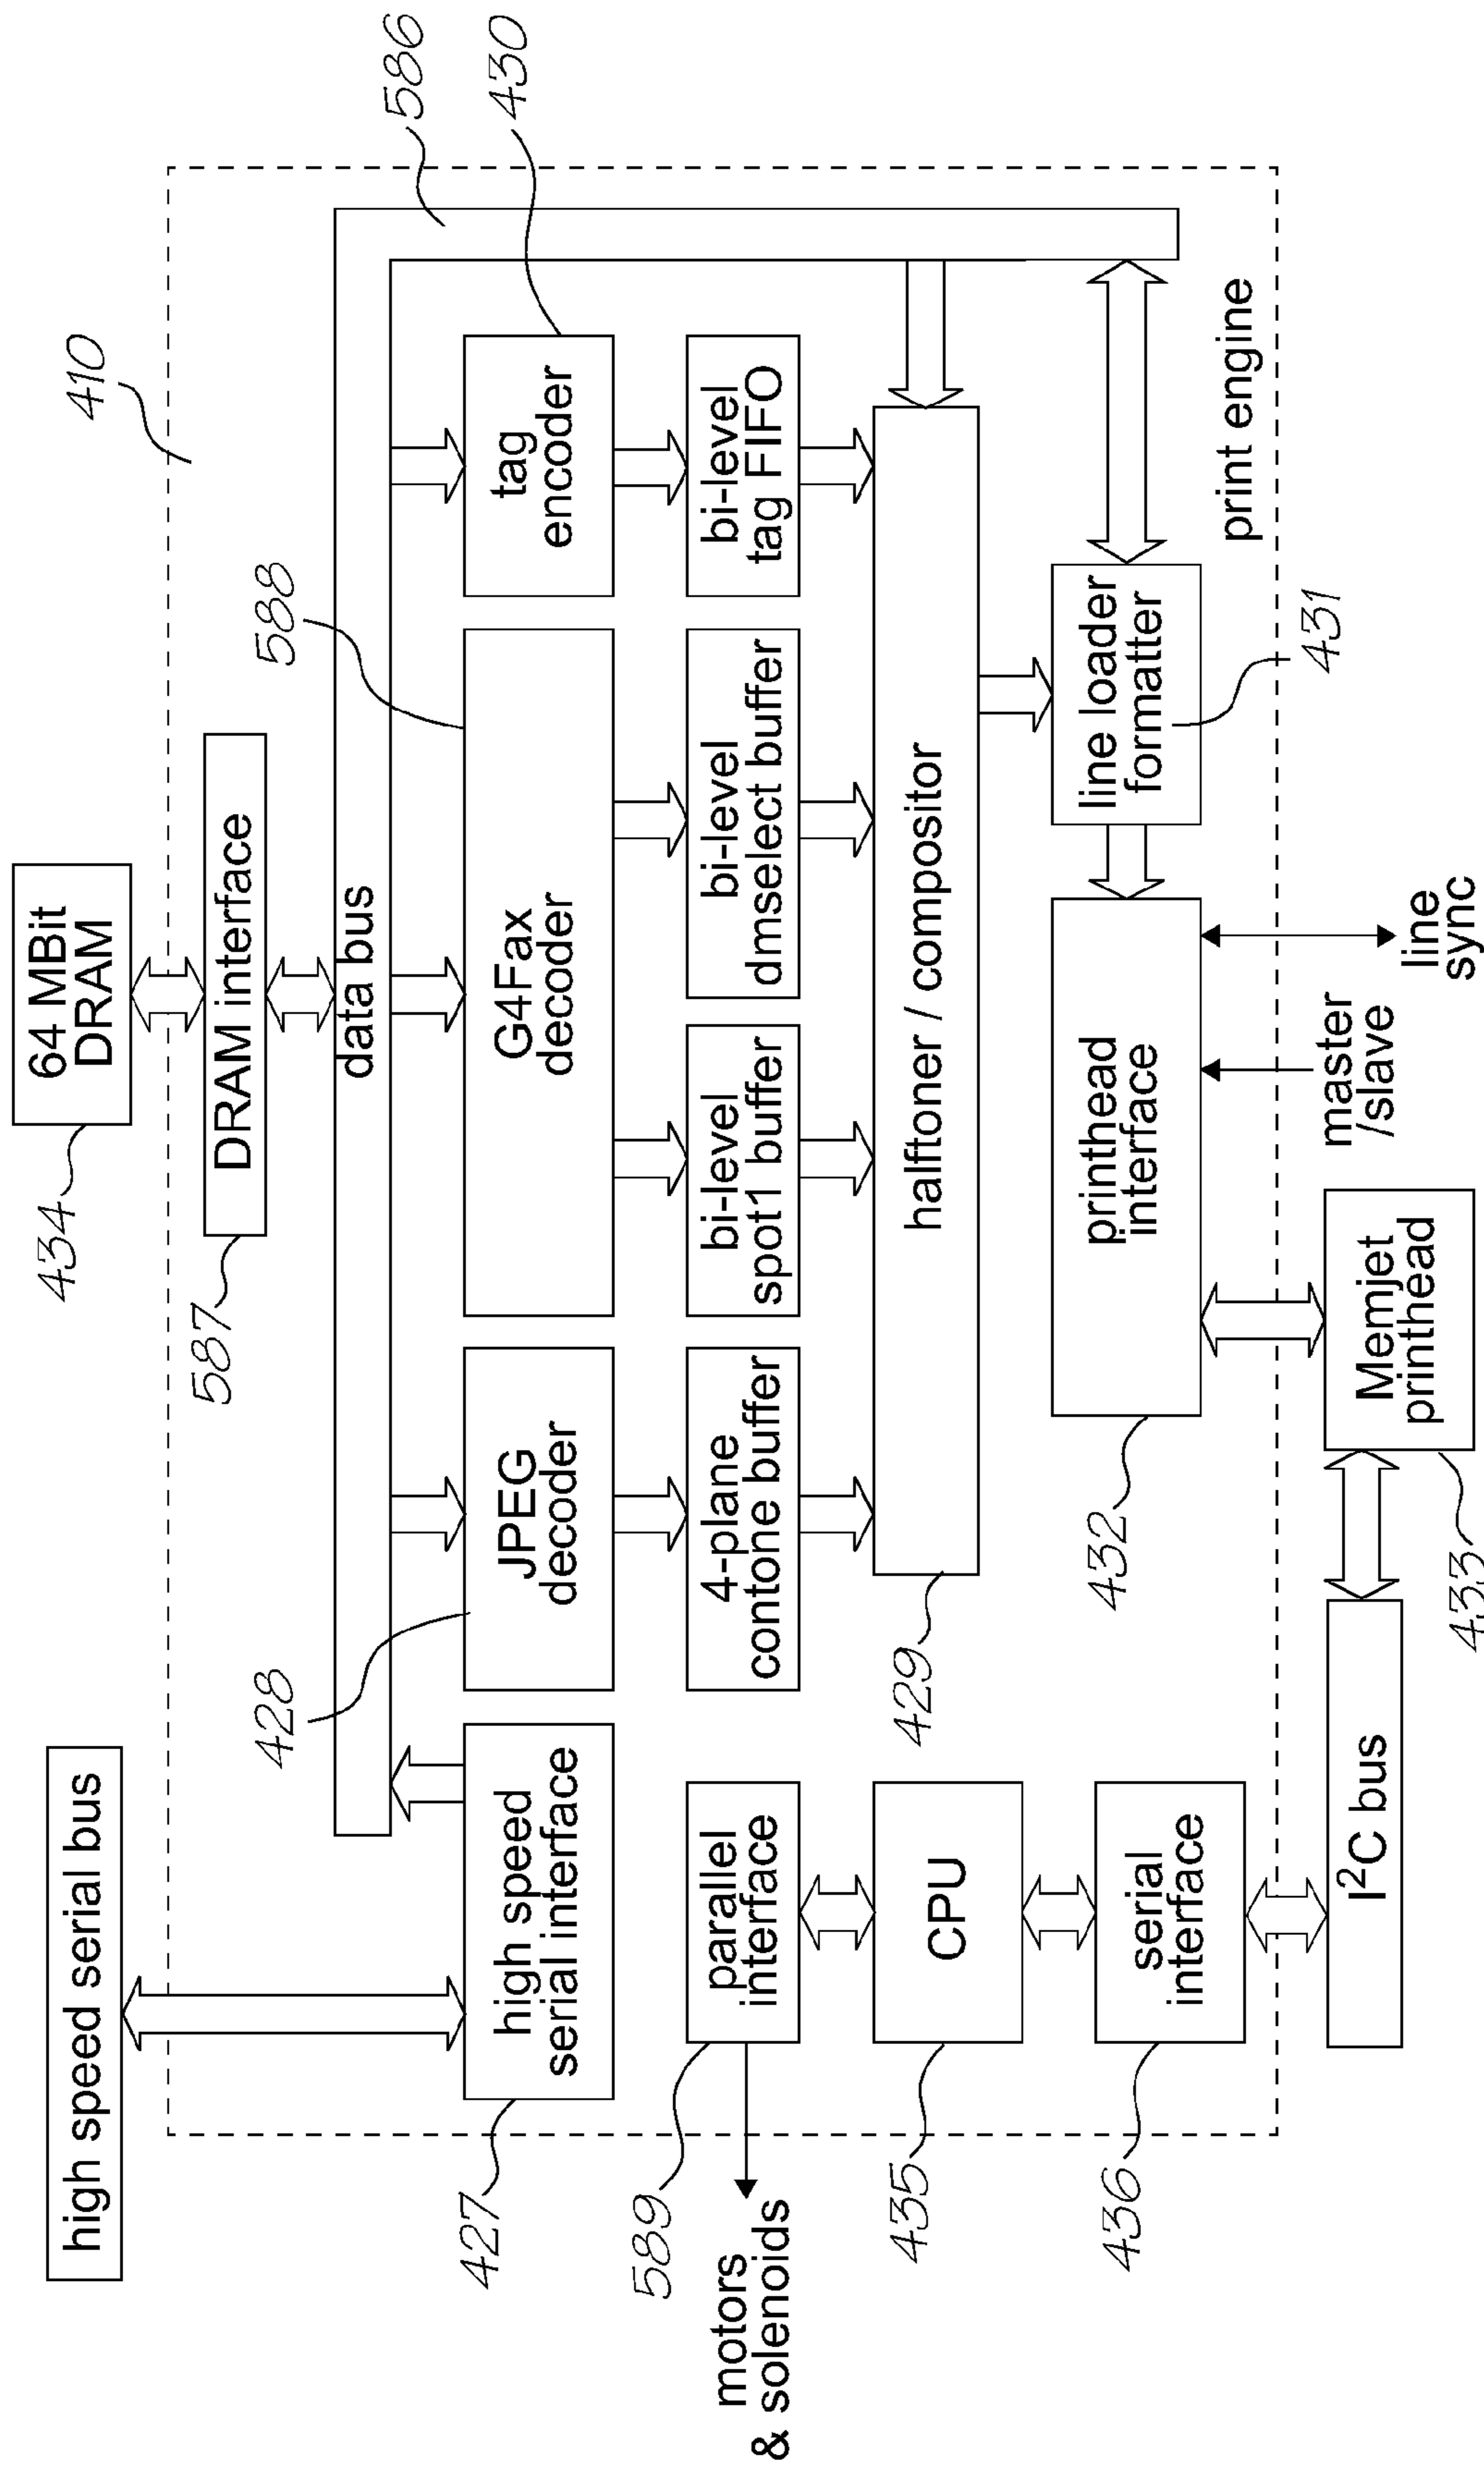 410
434
64 MBit
DRAM
587
DRAM interface
586
430
high speed serial bus
data bus
428
588
427
high speed
serial interface
JPEG
decoder
G4Fax
decoder
tag
encoder
589
motors
& solenoids
parallel
interface
4-plane
contone buffer
bi-level
spot1 buffer
bi-level
dmselect buffer
bi-level
tag FIFO
435
CPU
429
halftoner / compositor
436
serial
interface
432
printhead
interface
line loader
formatter
431
print engine
I²C bus
433
Memjet
printhead
master
/slave
line
sync